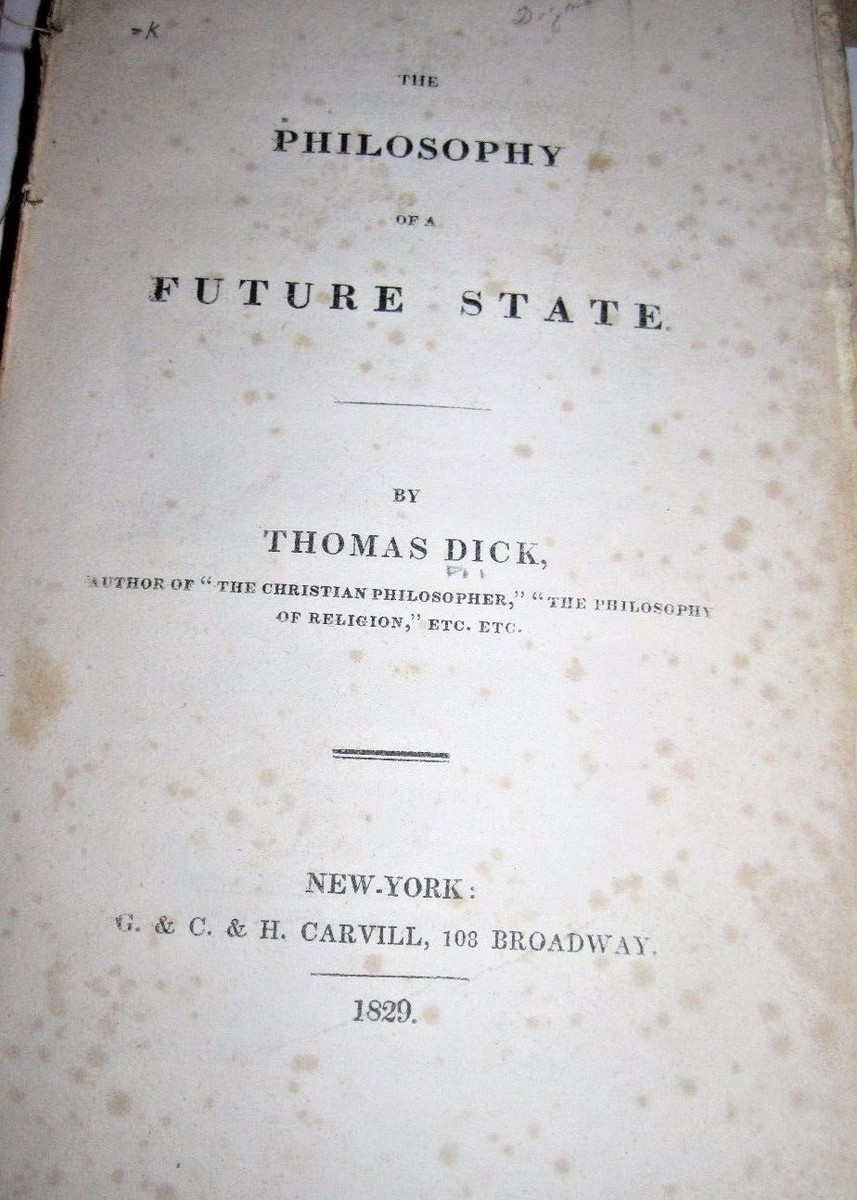 =K
THE
PHILOSOPHY
OF A
FUTURE STATE.
BY
THOMAS DICK,
AUTHOR OF “THE CHRISTIAN PHILOSOPHER,” “THE PHILOSOPHY
OF RELIGION,” ETC. ETC.
NEW-YORK:
G. & C. & H. CARVILL, 108 BROADWAY.
1829.